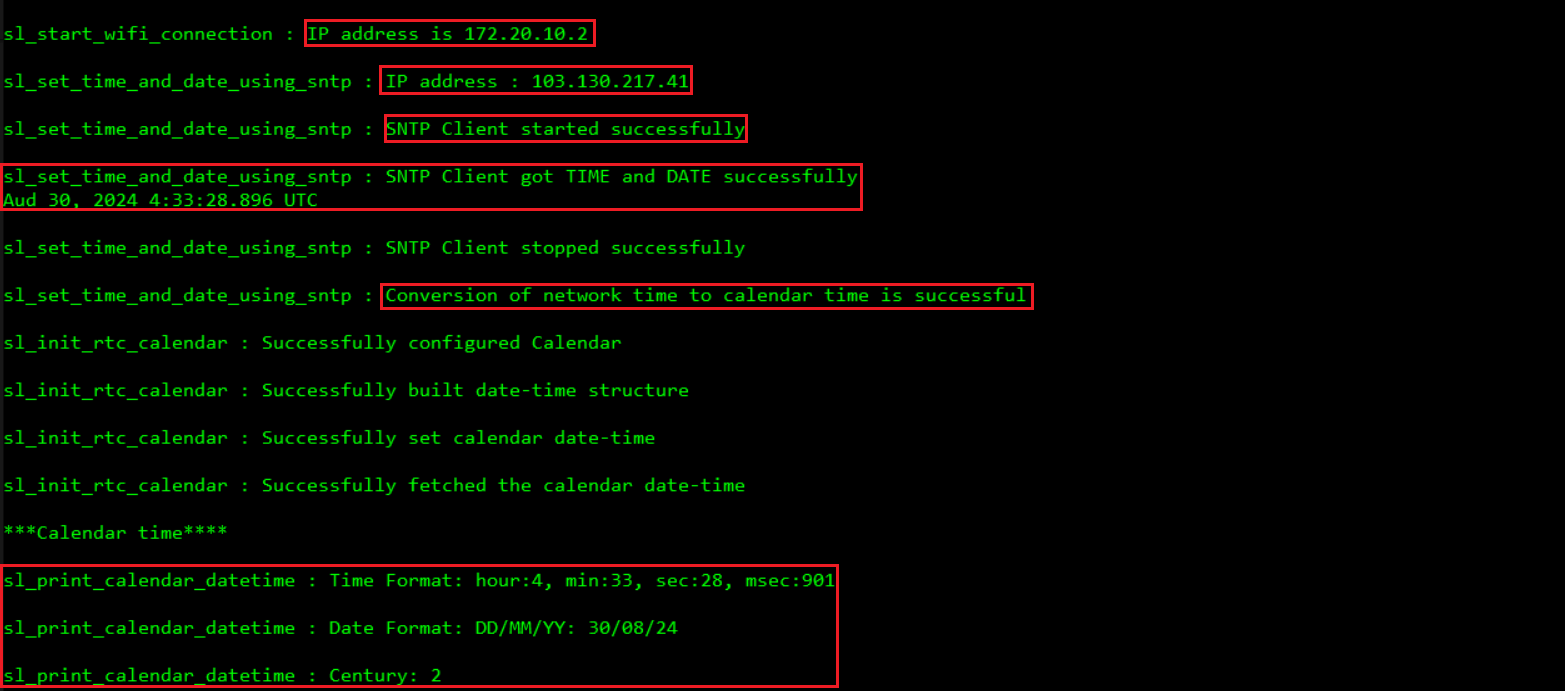 sl_start_wifi_connection : IP address is 172.20.10.2
sl_set_time_and_date_using_sntp : IP address : 103.130.217.41
sl_set_time_and_date_using_sntp : SNTP Client started successfully
sl_set_time_and_date_using_sntp : SNTP Client got TIME and DATE successfully
Aud 30, 2024 4:33:28.896 UTC
sl_set_time_and_date_using_sntp : SNTP Client stopped successfully
sl_set_time_and_date_using_sntp : Conversion of network time to calendar time is successful
sl_init_rtc_calendar : Successfully configured Calendar
sl_init_rtc_calendar : Successfully built date-time structure
sl_init_rtc_calendar : Successfully set calendar date-time
sl_init_rtc_calendar : Successfully fetched the calendar date-time
***Calendar time****
sl_print_calendar_datetime : Time Format: hour:4, min:33, sec:28, msec:901
sl_print_calendar_datetime : Date Format: DD/MM/YY: 30/08/24
sl_print_calendar_datetime : Century: 2